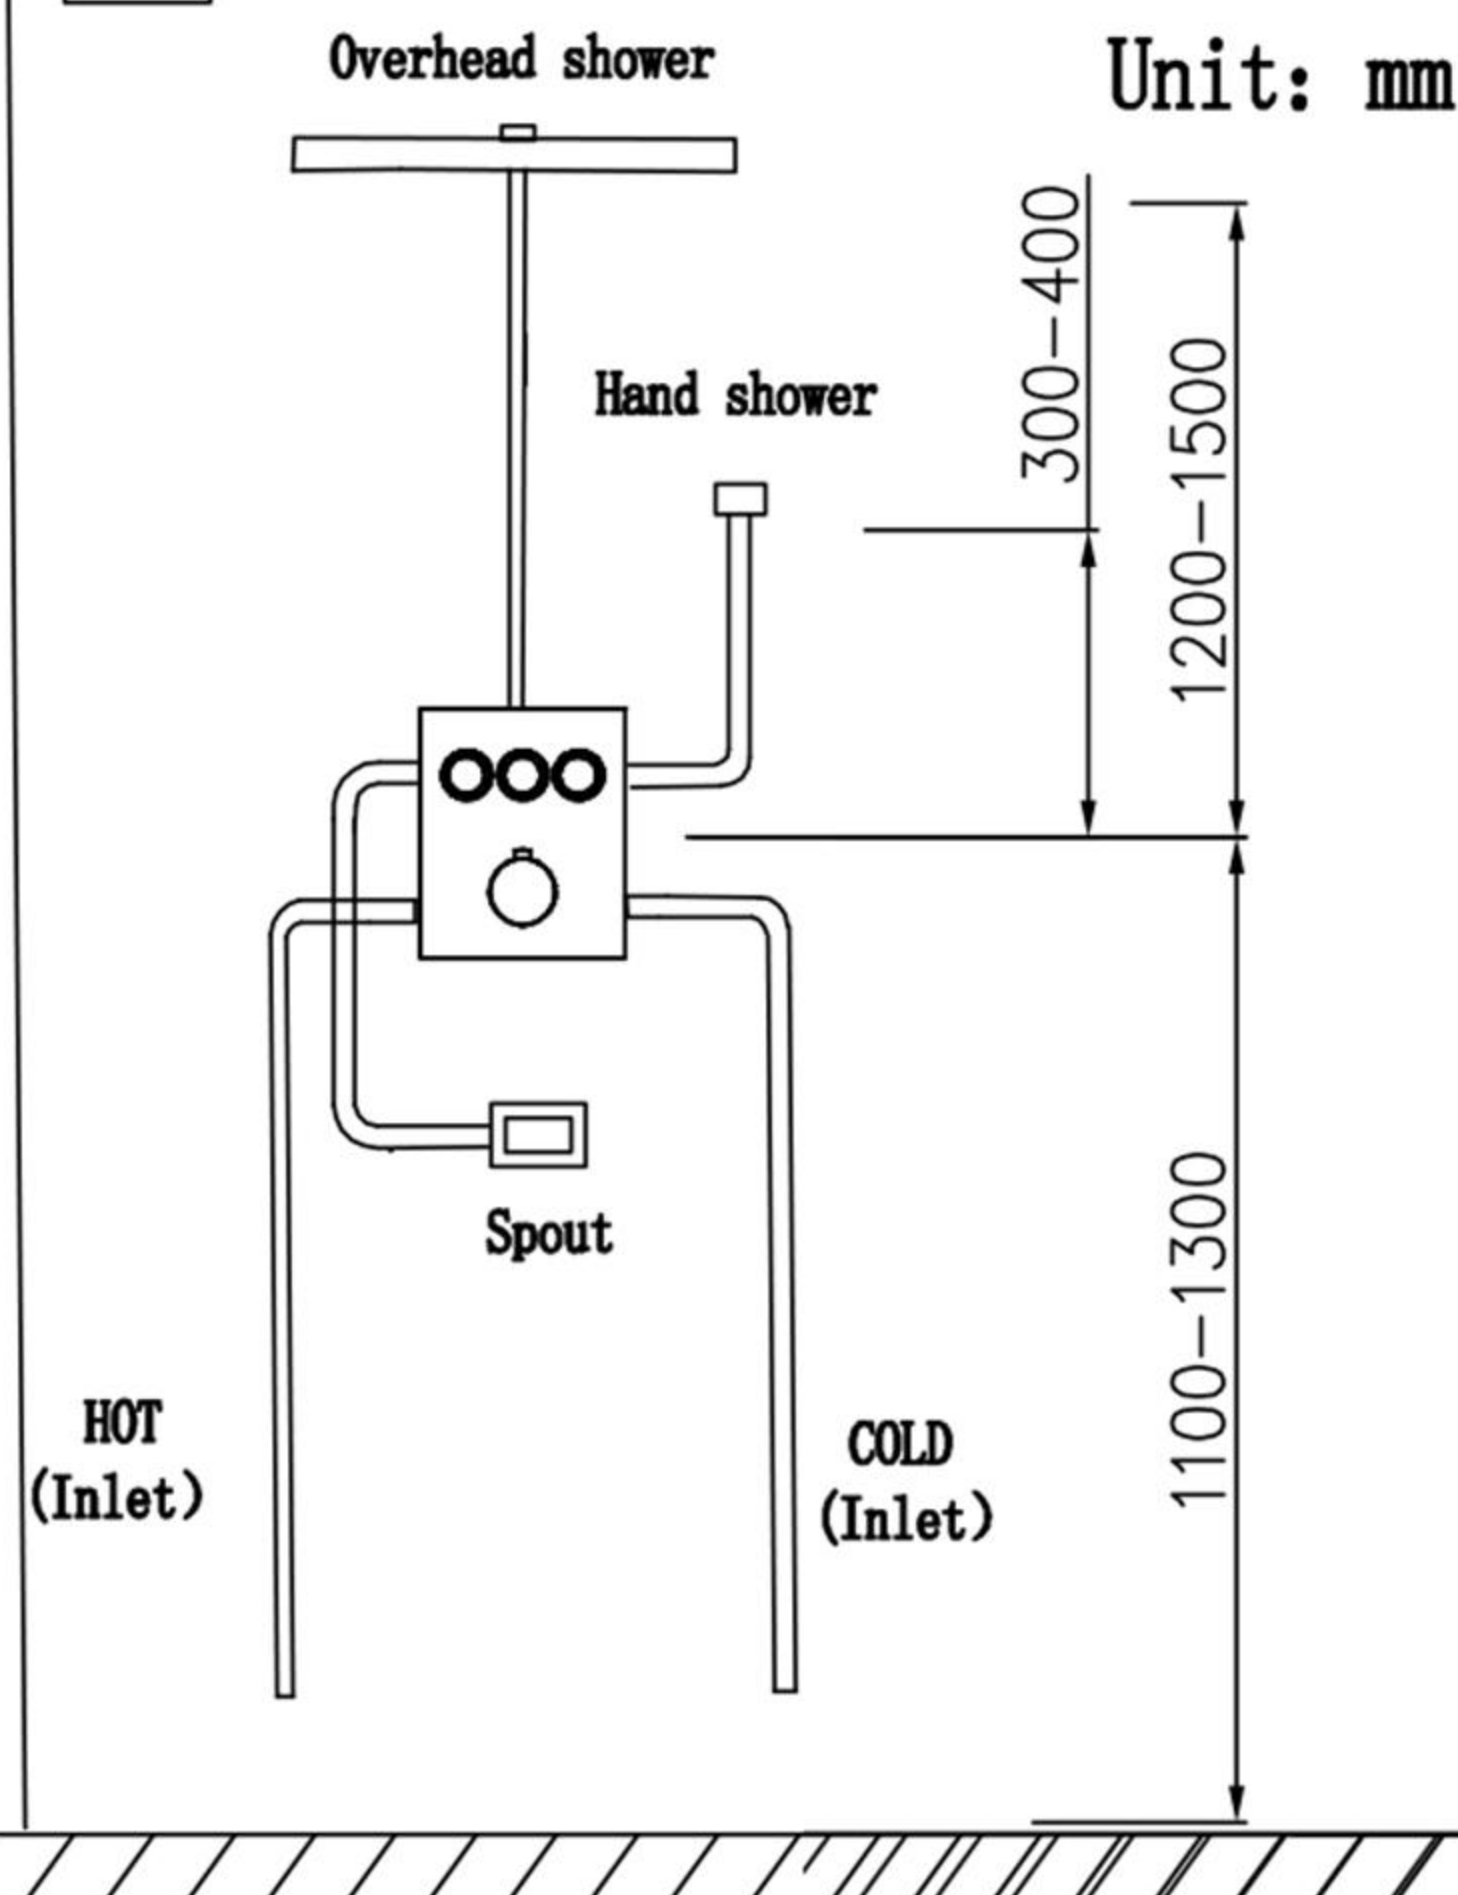 Overhead shower
Unit: mm
300-400
1200-1500
Hand shower
Spout
1100-1300
HOT
(Inlet)
COLD
(Inlet)